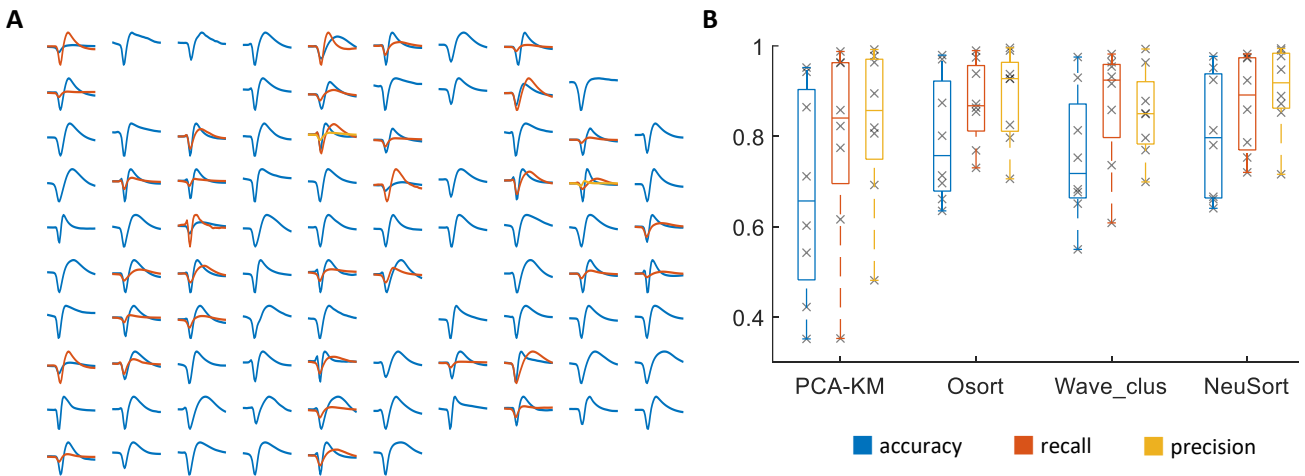 A
B
1
0.8
0.6
0.4
PCA-KM Osort Wave_clus NeuSort
accuracy recall precision